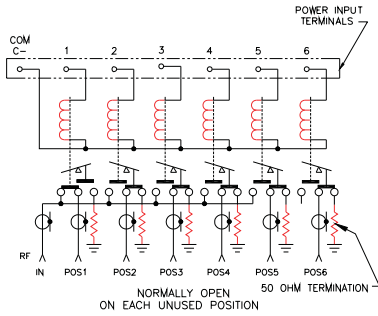 POWER INPUT
TERMINALS
COM
C-
1 2 3 4 5 6
RF
IN POS1 POS2 POS3 POS4 POS5 POS6
50 OHM TERMINATION
NORMALLY OPEN
ON EACH UNUSED POSITION